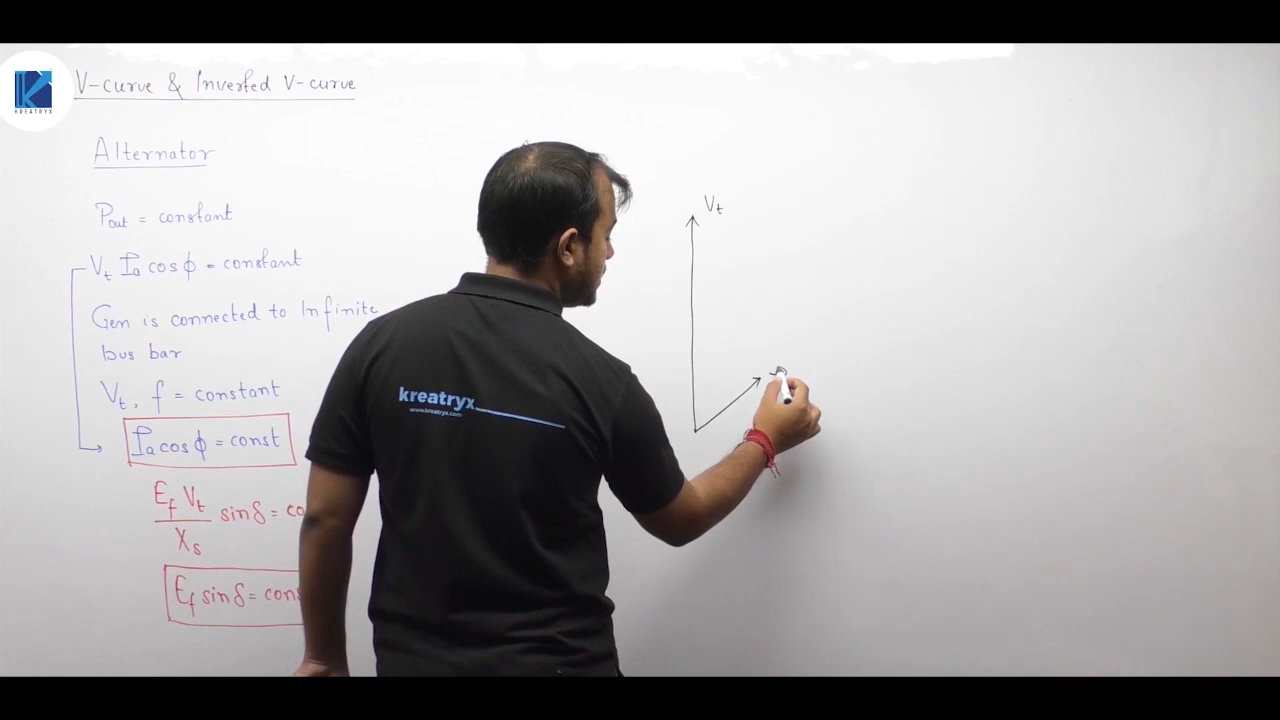 KREATRYX
V-curve & Inverted V-curve
Alternator
Pout = constant
Vt Ia cos ϕ = constant
Gen is connected to Infinite
bus bar
Vt, f = constant
Ia cos ϕ = const
Ef Vt
Xs
sin δ =
Ef sin δ =
Vt
kreatryx
www.kreatryx.com